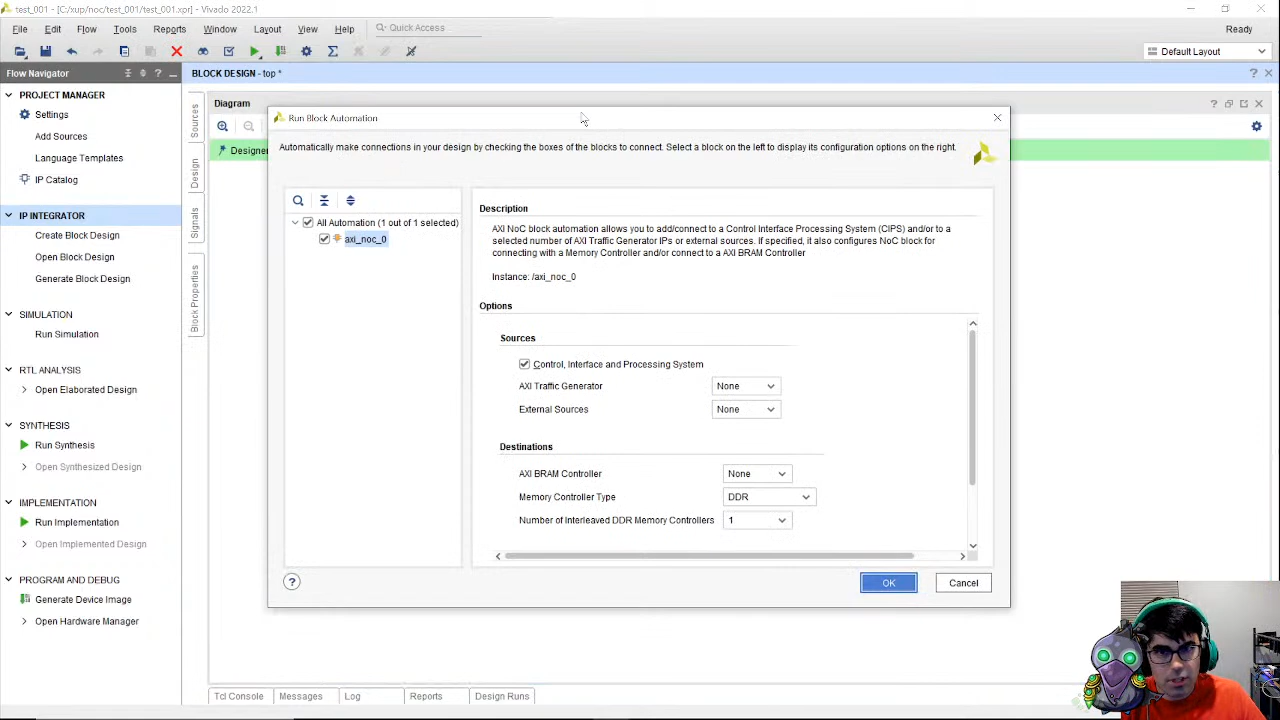 test_001 - [C:/xup/noc/test_001/test_001.xpr] - Vivado 2022.1
File Edit Flow Tools Reports Window Layout View Help Quick Access Ready
Default Layout
Flow Navigator
BLOCK DESIGN - top *
PROJECT MANAGER
Settings
Add Sources
Language Templates
IP Catalog
IP INTEGRATOR
Create Block Design
Open Block Design
Generate Block Design
SIMULATION
Run Simulation
RTL ANALYSIS
Open Elaborated Design
SYNTHESIS
Run Synthesis
Open Synthesized Design
IMPLEMENTATION
Run Implementation
Open Implemented Design
PROGRAM AND DEBUG
Generate Device Image
Open Hardware Manager
Sources
Design
Signals
Block Properties
Diagram
Designer
Run Block Automation
Automatically make connections in your design by checking the boxes of the blocks to connect. Select a block on the left to display its configuration options on the right.
All Automation (1 out of 1 selected)
axi_noc_0
Description
AXI NoC block automation allows you to add/connect to a Control Interface Processing System (CIPS) and/or to a
selected number of AXI Traffic Generator IPs or external sources. If specified, it also configures NoC block for
connecting with a Memory Controller and/or connect to a AXI BRAM Controller
Instance: /axi_noc_0
Options
Sources
Control, Interface and Processing System
AXI Traffic Generator None
External Sources None
Destinations
AXI BRAM Controller None
Memory Controller Type DDR
Number of Interleaved DDR Memory Controllers 1
OK Cancel
Tcl Console Messages Log Reports Design Runs